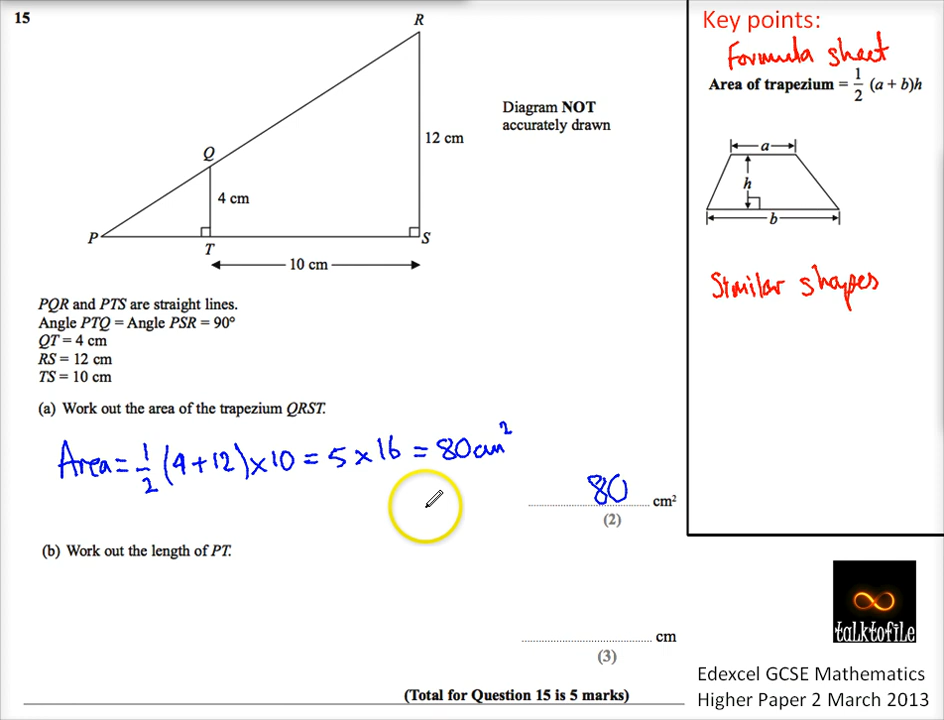 15
R
Q
P
T
S
4 cm
12 cm
10 cm
Diagram NOT
accurately drawn
PQR and PTS are straight lines.
Angle PTQ = Angle PSR = 90°
QT = 4 cm
RS = 12 cm
TS = 10 cm
(a) Work out the area of the trapezium QRST.
Area = 1/2 (4+12) × 10 = 5 × 16 = 80cm²
80 cm²
(2)
(b) Work out the length of PT.
cm
(3)
(Total for Question 15 is 5 marks)
Key points:
Formula sheet
Area of trapezium = 1/2 (a + b)h
a
h
b
Similar shapes
talktofile
Edexcel GCSE Mathematics
Higher Paper 2 March 2013